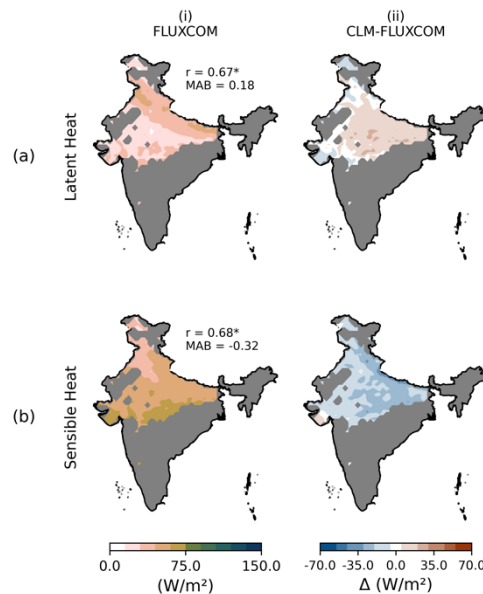 (i)
FLUXCOM
(ii)
CLM-FLUXCOM
(a)
Latent Heat
r = 0.67*
MAB = 0.18
(b)
Sensible Heat
r = 0.68*
MAB = -0.32
0.0 75.0 150.0
(W/m²)
-70.0 -35.0 0.0 35.0 70.0
Δ (W/m²)